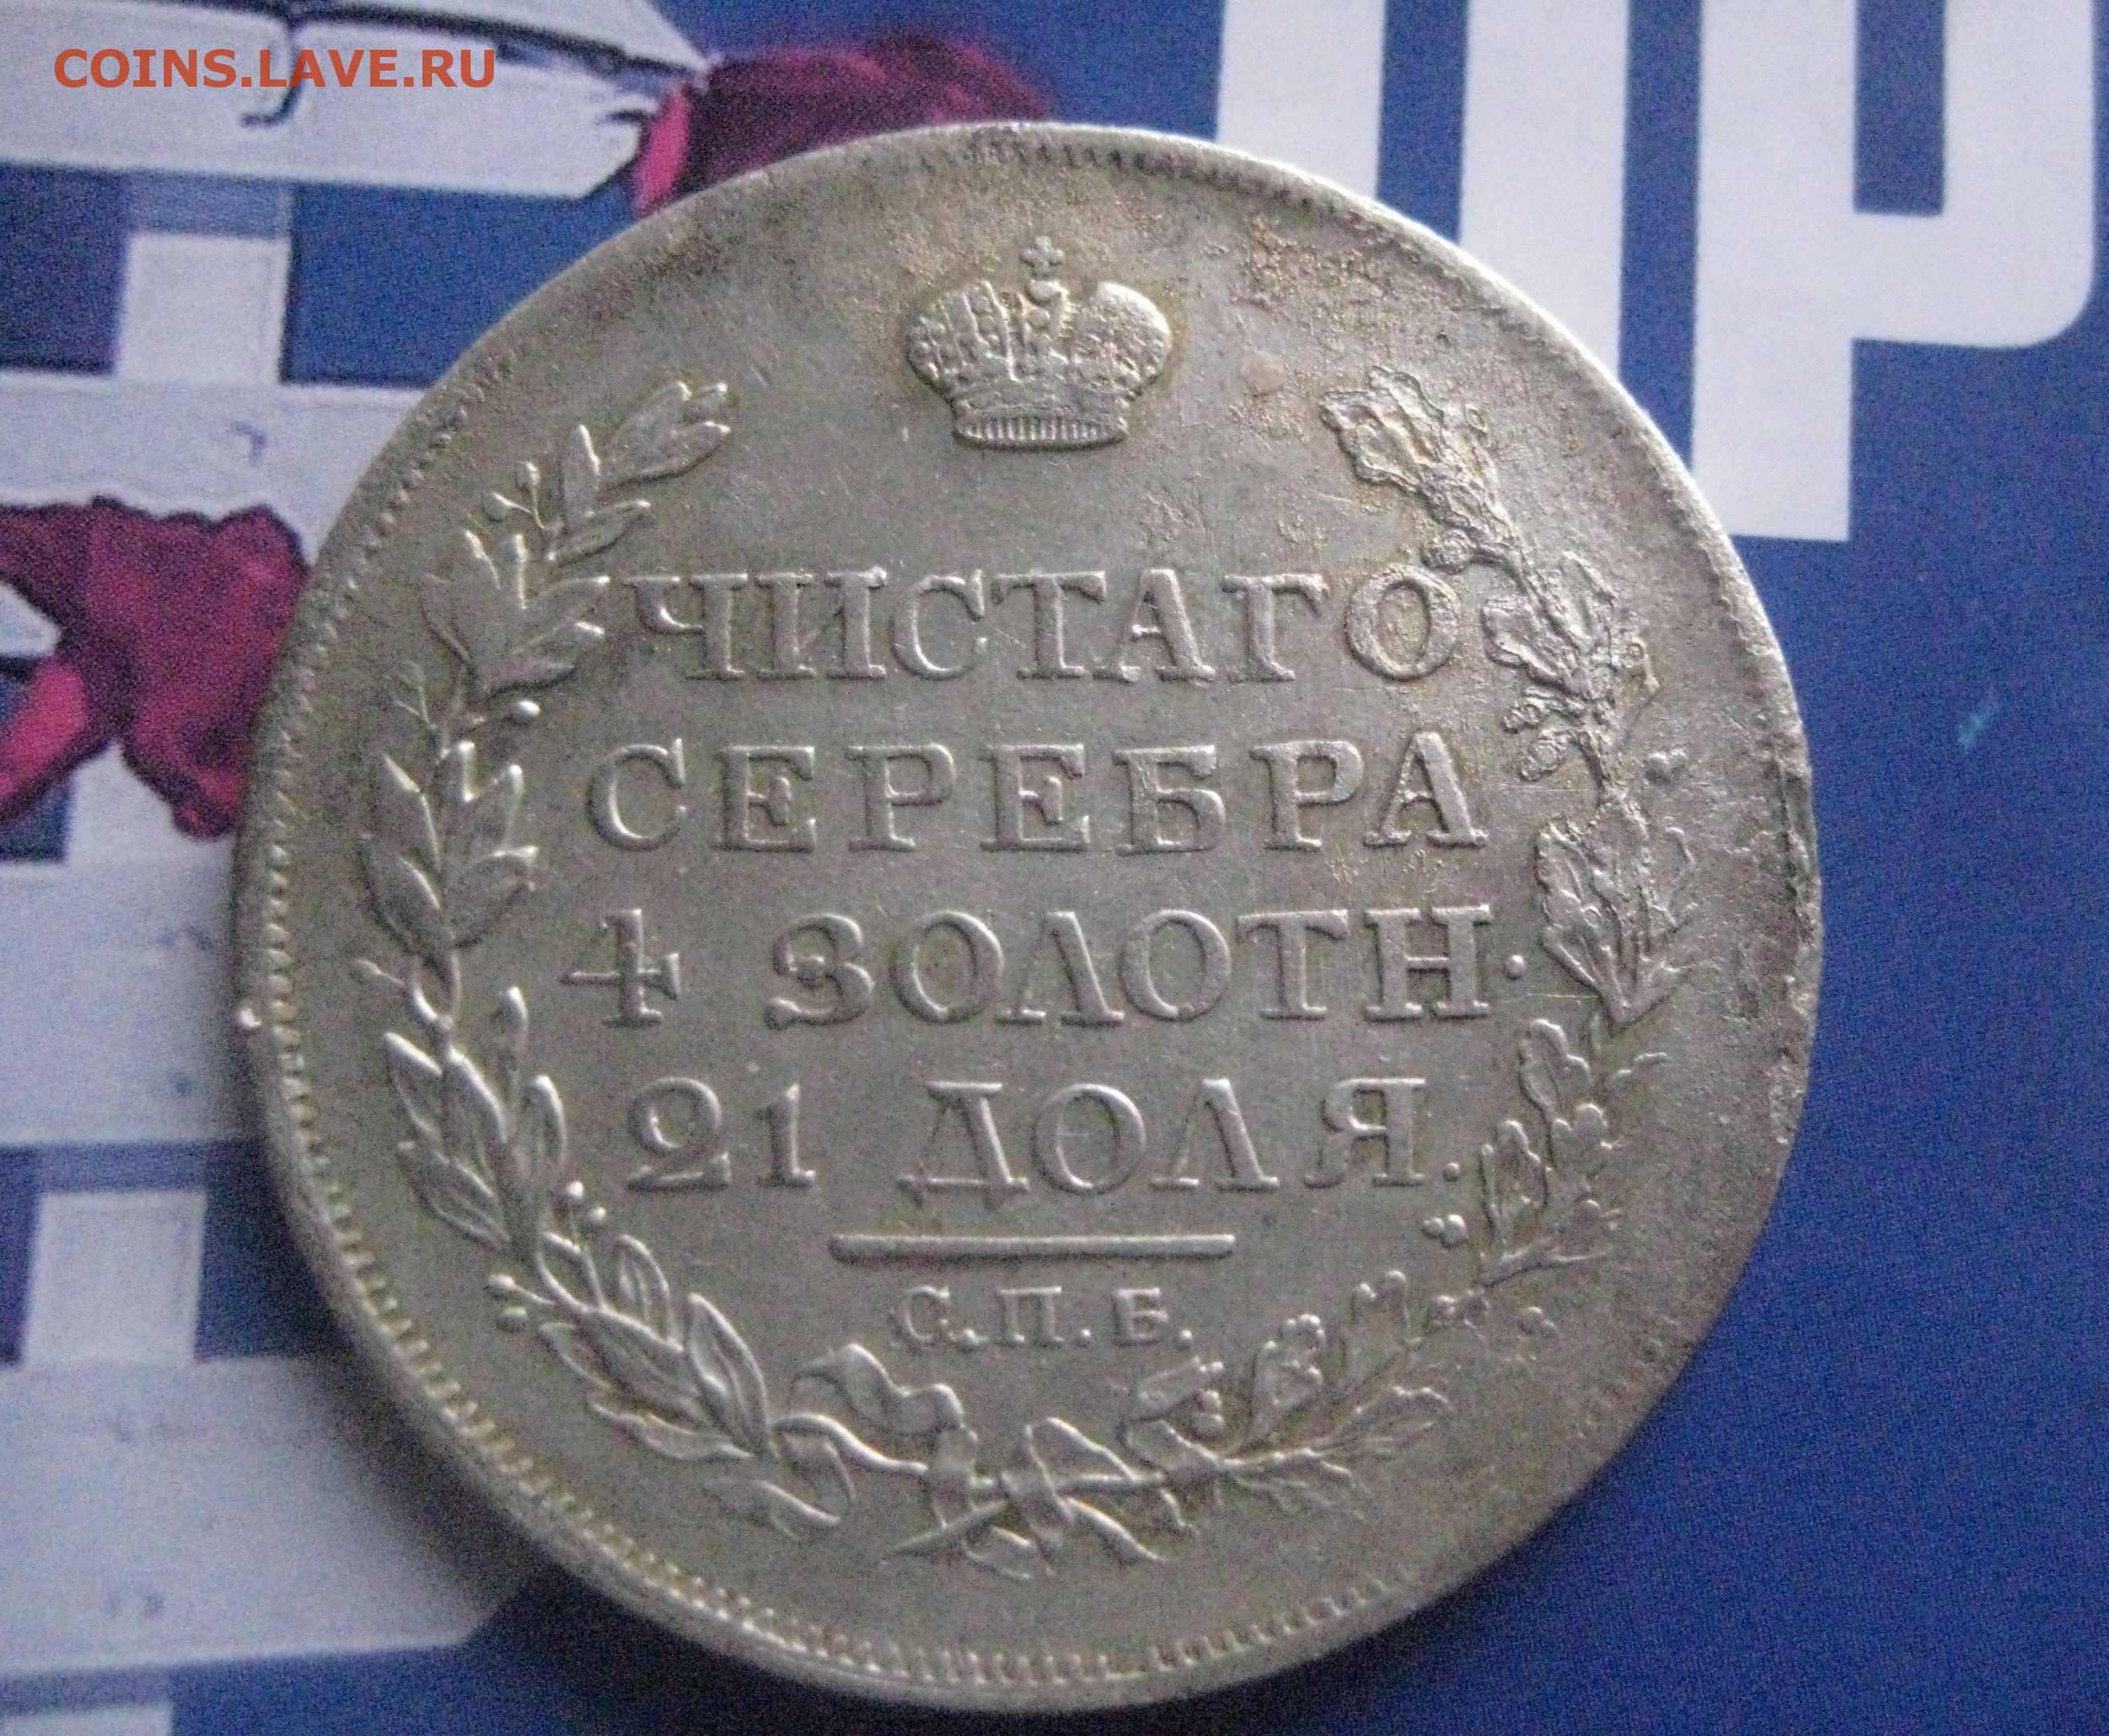 COINS.LAVE.RU
ЧИСТАГО
СЕРЕБРА
4 ЗОЛОТН.
21 ДОЛЯ.
С.П.Б.